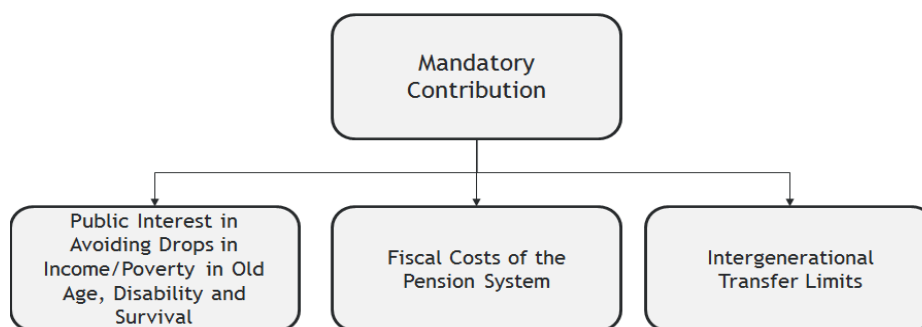 Mandatory
Contribution
Public Interest in
Avoiding Drops in
Income/Poverty in Old
Age, Disability and
Survival
Fiscal Costs of the
Pension System
Intergenerational
Transfer Limits